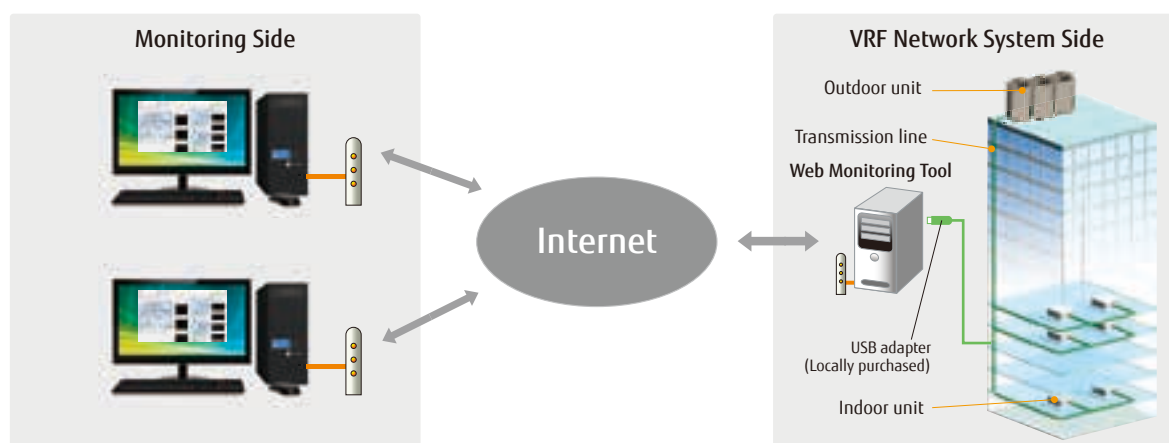 Monitoring Side
VRF Network System Side
Outdoor unit
Transmission line
Web Monitoring Tool
Internet
USB adapter
(Locally purchased)
Indoor unit